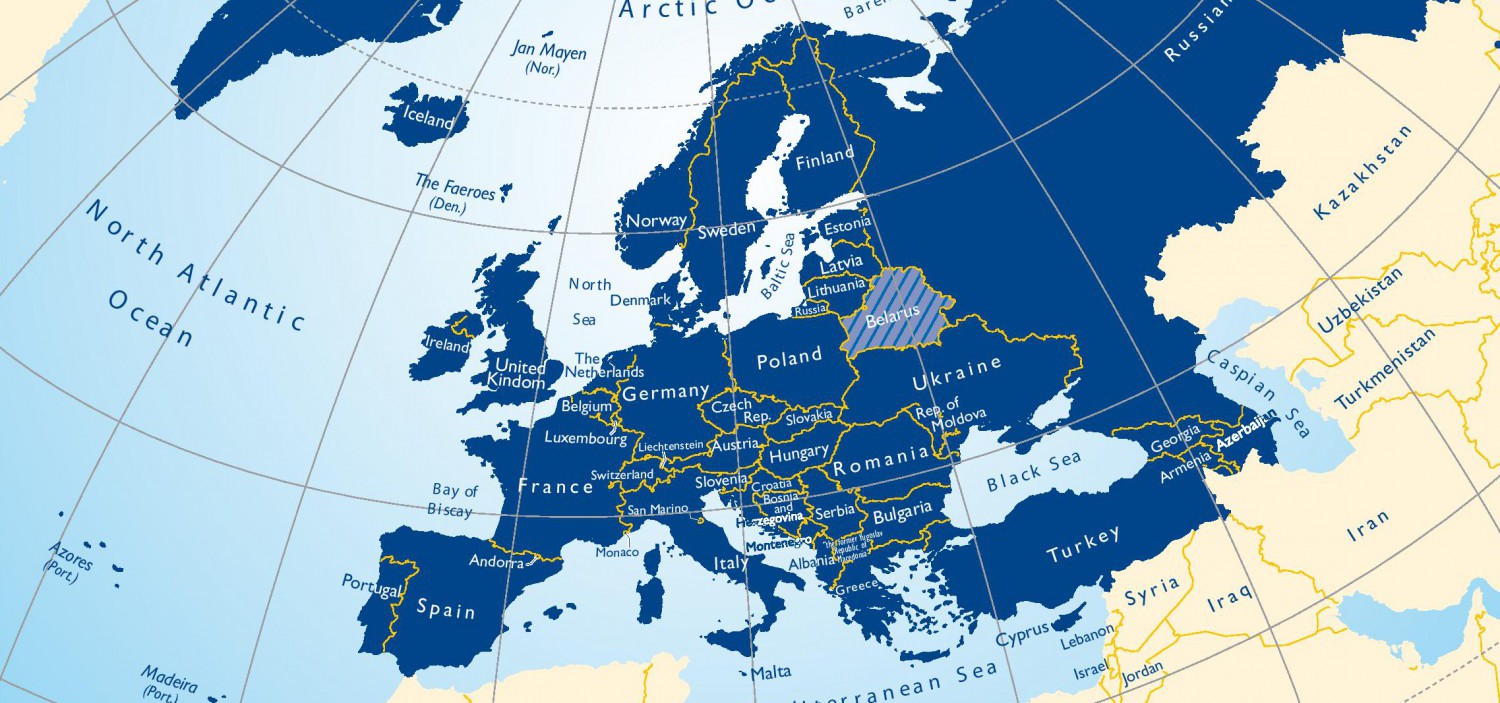 Arctic Oc
Baren
Russian
Jan Mayen
(Nor.)
Iceland
Finland
Kazakhstan
The Faeroes
(Den.)
Norway
Sweden
Estonia
Baltic Sea
Latvia
North Atlantic
Ocean
North
Sea
Denmark
Lithuania
Russia
Belarus
Uzbekistan
Ireland
United
Kindom
The
Netherlands
Poland
Ukraine
Turkmenistan
Caspian Sea
Germany
Belgium
Czech
Rep.
Slovakia
Rep. of
Moldova
Luxembourg
Liechtenstein
Austria
Hungary
Romania
Georgia
Azerbaijan
Armenia
Black Sea
Switzerland
Slovenia
Croatia
Bay of
Biscay
France
San Marino
Bosnia
and
Herzegovina
Serbia
Bulgaria
Iran
Azores
(Port.)
Monaco
Montenegro
The former Yugoslav
Republic of
Macedonia
Turkey
Andorra
Italy
Albania
Greece
Portugal
Spain
Syria
Iraq
Cyprus
Lebanon
Israel
Jordan
Madeira
(Port.)
Malta
iterranean Sea